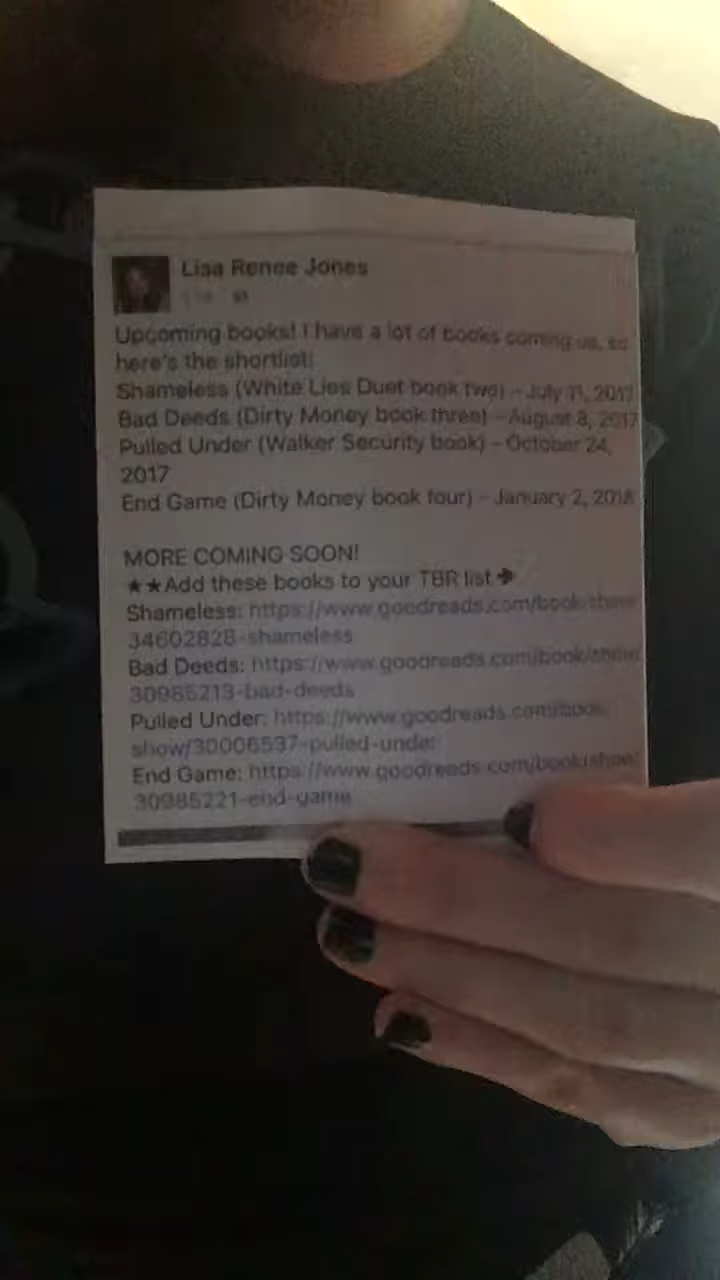 Lisa Renee Jones
Upcoming books! I have a lot of books coming up, so
here's the shortlist!
Shameless (White Lies Duet book two) - July 11, 2017
Bad Deeds (Dirty Money book three) - August 8, 2017
Pulled Under (Walker Security book) - October 24,
2017
End Game (Dirty Money book four) - January 2, 2018
MORE COMING SOON!
★★Add these books to your TBR list
Shameless: https://www.goodreads.com/book/show/
34602828-shameless
Bad Deeds: https://www.goodreads.com/book/show/
30985213-bad-deeds
Pulled Under: https://www.goodreads.com/book/
show/30006537-pulled-under
End Game: https://www.goodreads.com/book/show/
30985221-end-game